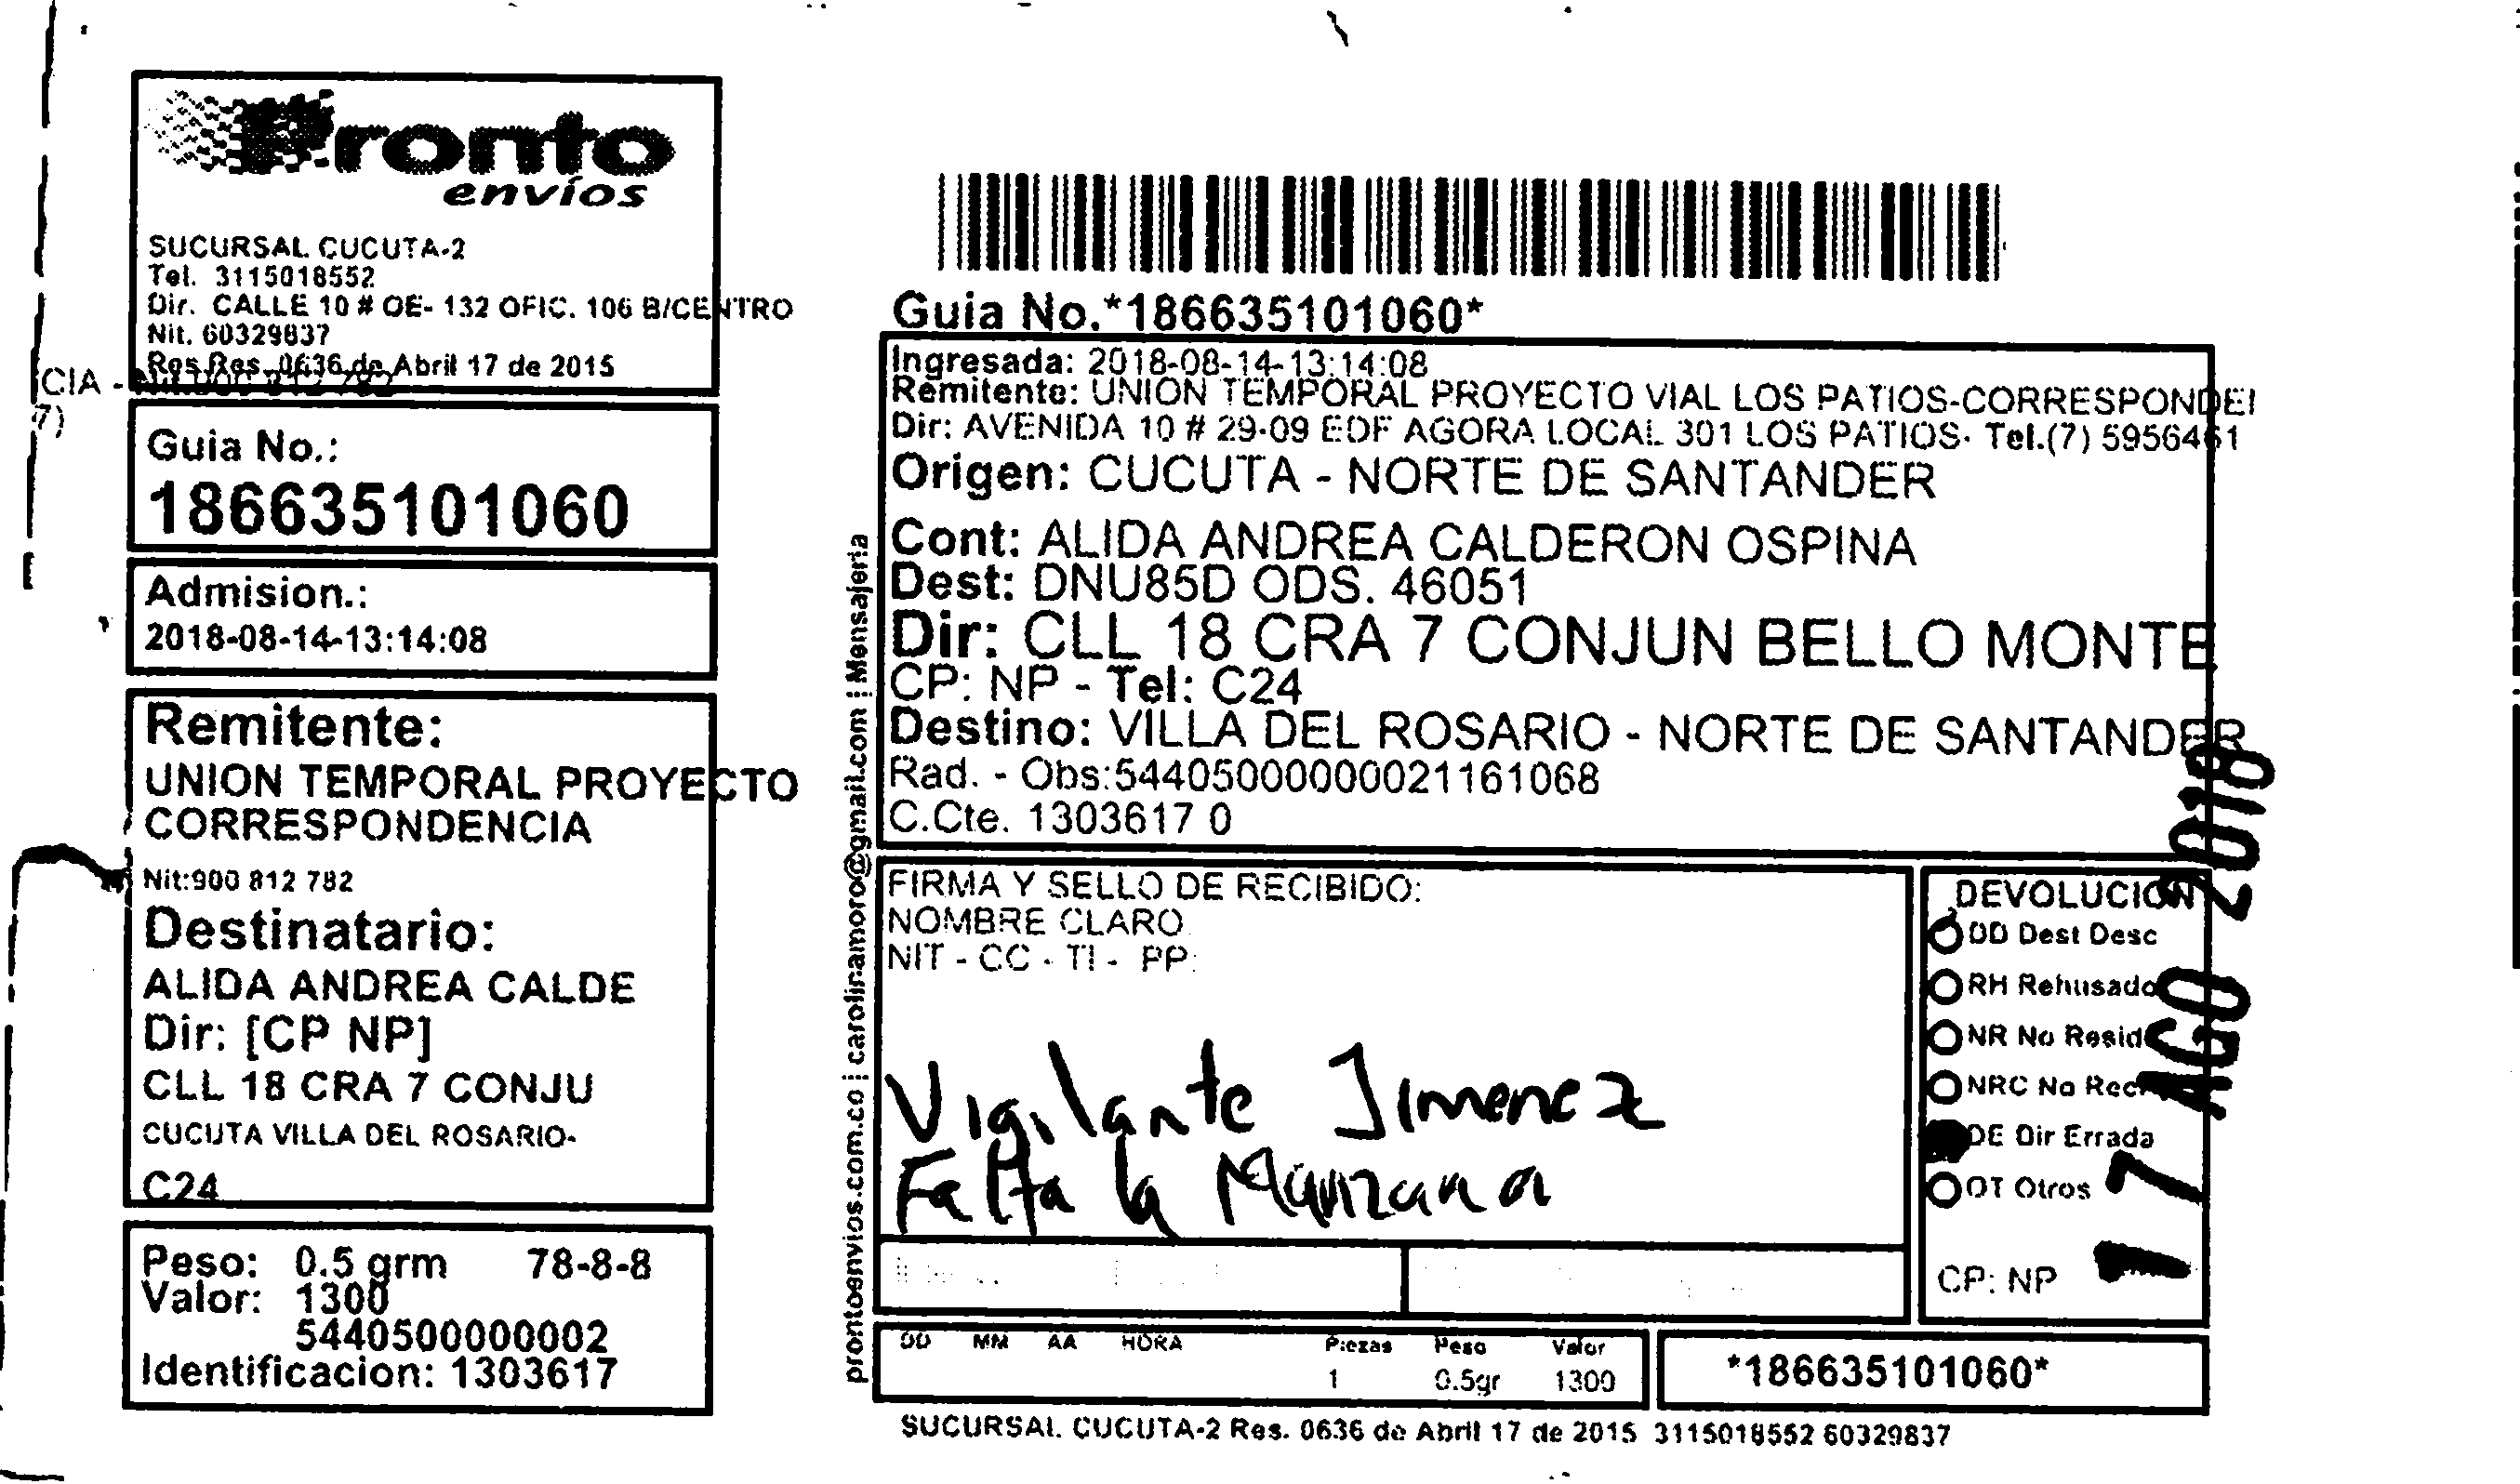 Pronto
envíos
SUCURSAL CUCUTA-2
Tel. 3115018552
Dir. CALLE 10 # OE- 132 OFIC. 106 B/CENTRO
Nit. 60329837
Res.Res. 0636 de Abril 17 de 2015
CIA -
7)
Guia No.:
186635101060
Admision.:
2018-08-14-13:14:08
Remitente:
UNION TEMPORAL PROYECTO
CORRESPONDENCIA
Nit:900 812 782
Destinatario:
ALIDA ANDREA CALDE
Dir: [CP NP]
CLL 18 CRA 7 CONJU
CUCUTA VILLA DEL ROSARIO-
C24
Peso: 0.5 grm 78-8-8
Valor: 1300
5440500000002
Identificacion: 1303617
prontoenvios.com.co | carolinamoro@gmail.com | Mensajeria
Guia No.*186635101060*
Ingresada: 2018-08-14-13:14:08
Remitente: UNION TEMPORAL PROYECTO VIAL LOS PATIOS-CORRESPONDEI
Dir: AVENIDA 10 # 29-09 EDF AGORA LOCAL 301 LOS PATIOS- Tel.(7) 5956461
Origen: CUCUTA - NORTE DE SANTANDER
Cont: ALIDA ANDREA CALDERON OSPINA
Dest: DNU85D ODS. 46051
Dir: CLL 18 CRA 7 CONJUN BELLO MONTE
CP: NP - Tel: C24
Destino: VILLA DEL ROSARIO - NORTE DE SANTANDER
Rad. - Obs:544050000000021161068
C.Cte. 1303617 0
FIRMA Y SELLO DE RECIBIDO:
NOMBRE CLARO
NIT - CC - TI - PP:
Vigilante Jimenez
Falta la Manzana
DEVOLUCION
DD Dest Desc
RH Rehusado
NR No Resid
NRC No Recl
DE Dir Errada
OT Otros
CP: NP
17 AGO 2018
DD MM AA HORA Piezas Peso Valor
1 0.5gr 1300
*186635101060*
SUCURSAL CUCUTA-2 Res. 0636 de Abril 17 de 2015 3115018552 60329837